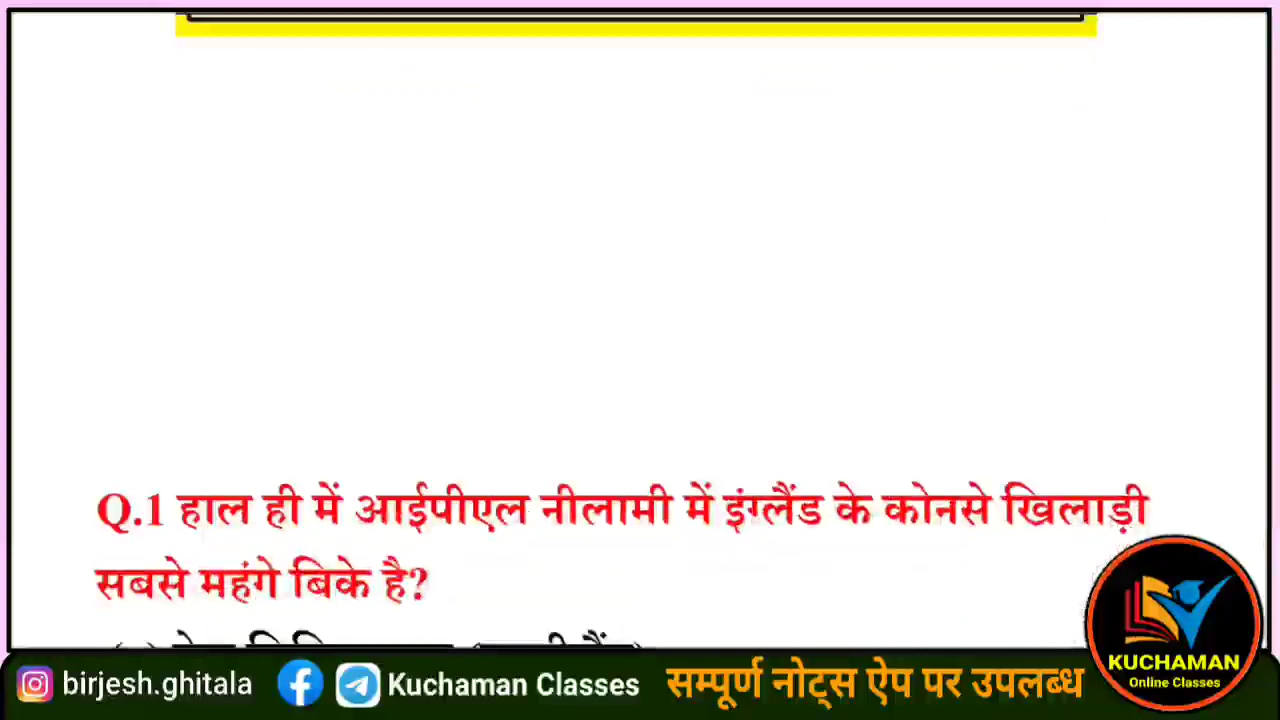 Q.1 हाल ही में आईपीएल नीलामी में इंग्लैंड के कोनसे खिलाड़ी
सबसे महंगे बिके है?
KUCHAMAN
Online Classes
birjesh.ghitala Kuchaman Classes सम्पूर्ण नोट्स ऐप पर उपलब्ध